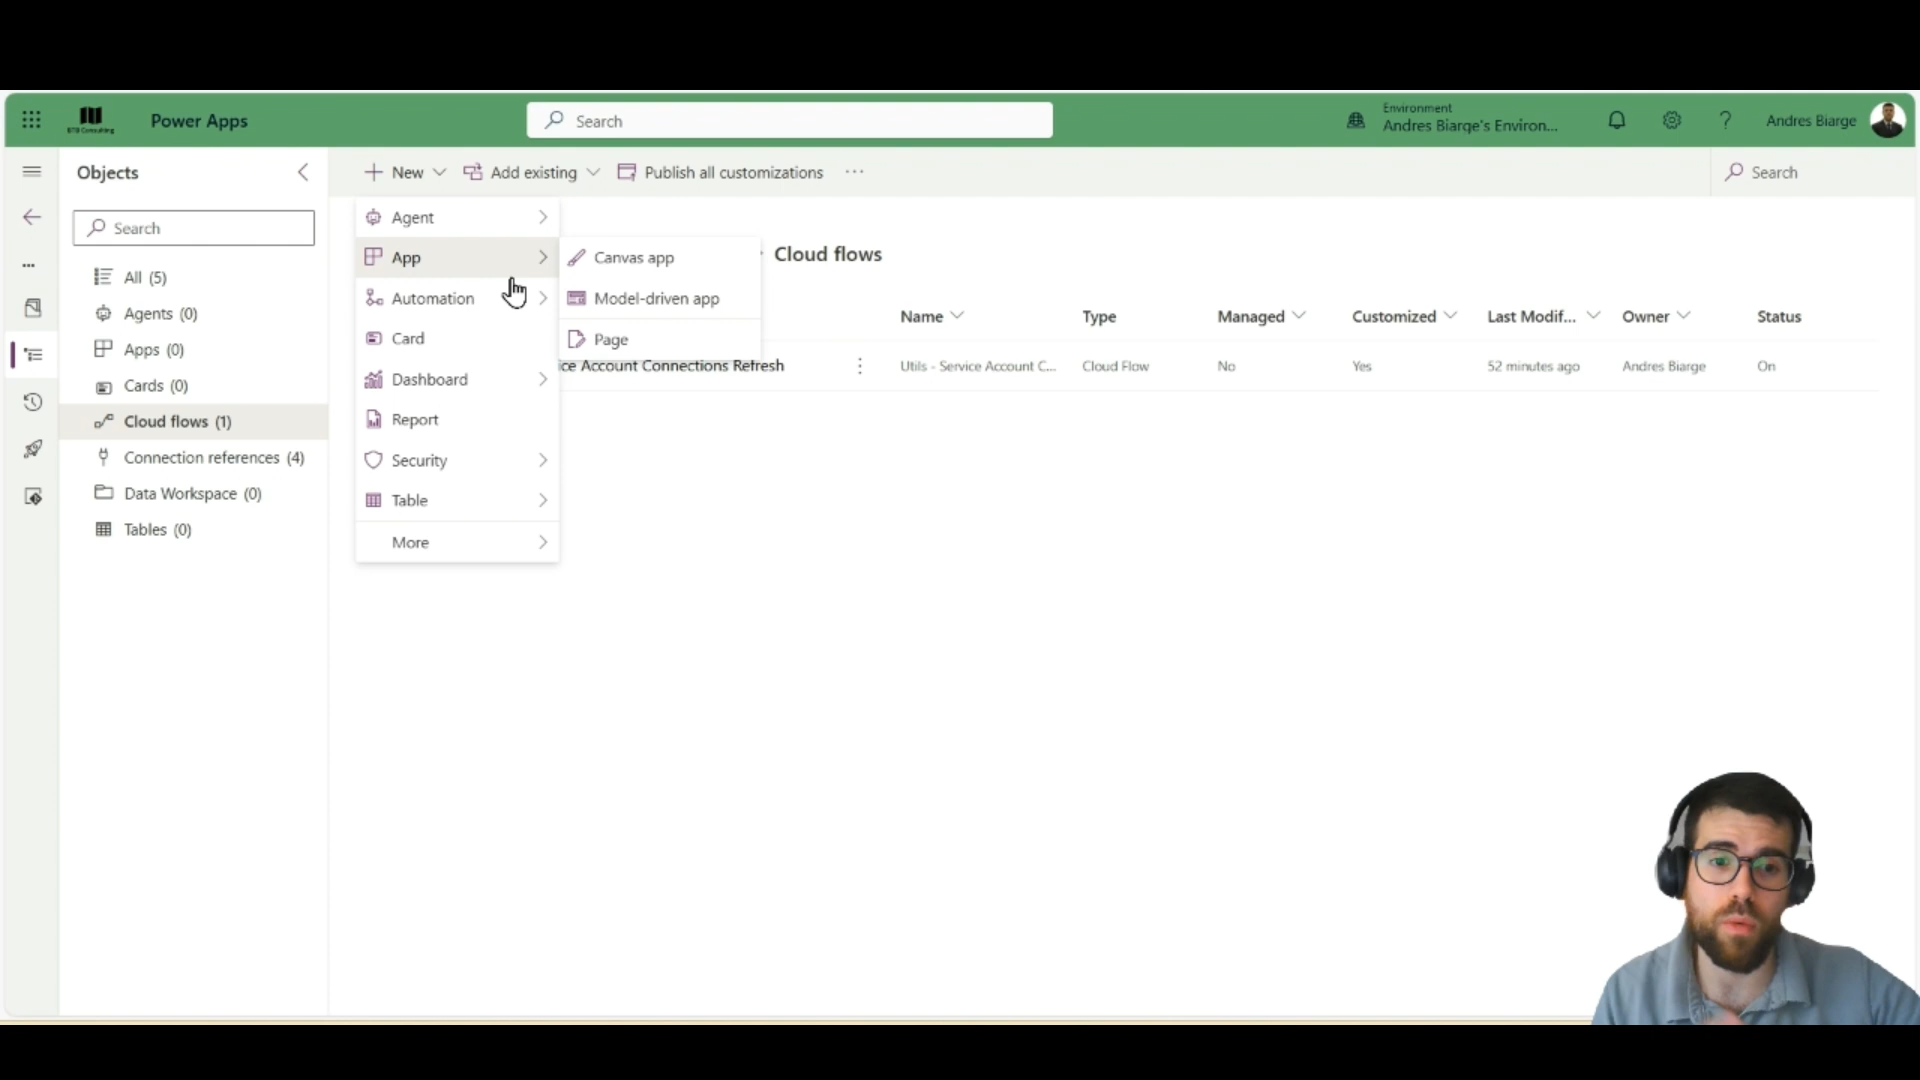 Power Apps
Search
Environment
Andres Biarge's Environ...
Andres Biarge
Objects
New
Add existing
Publish all customizations
Search
Search
All (5)
Agents (0)
Apps (0)
Cards (0)
Cloud flows (1)
Connection references (4)
Data Workspace (0)
Tables (0)
Agent
App
Automation
Card
Dashboard
Report
Security
Table
More
Canvas app
Model-driven app
Page
Cloud flows
Name
Type
Managed
Customized
Last Modif...
Owner
Status
ice Account Connections Refresh
Utils - Service Account C...
Cloud Flow
No
Yes
52 minutes ago
Andres Biarge
On